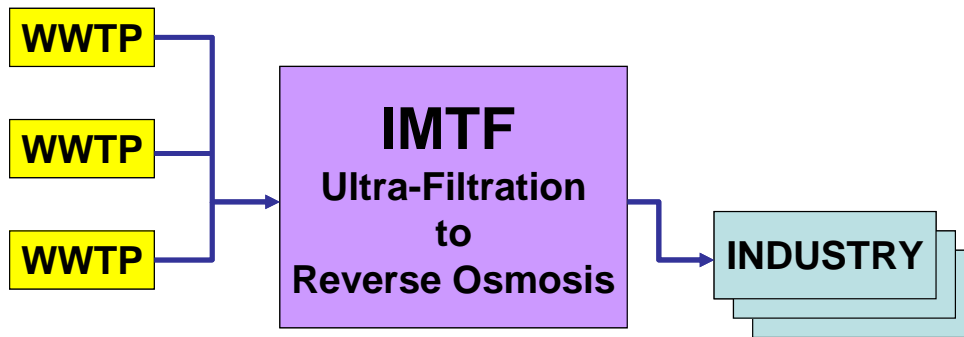 WWTP
WWTP
WWTP
IMTF
Ultra-Filtration
to
Reverse Osmosis
INDUSTRY